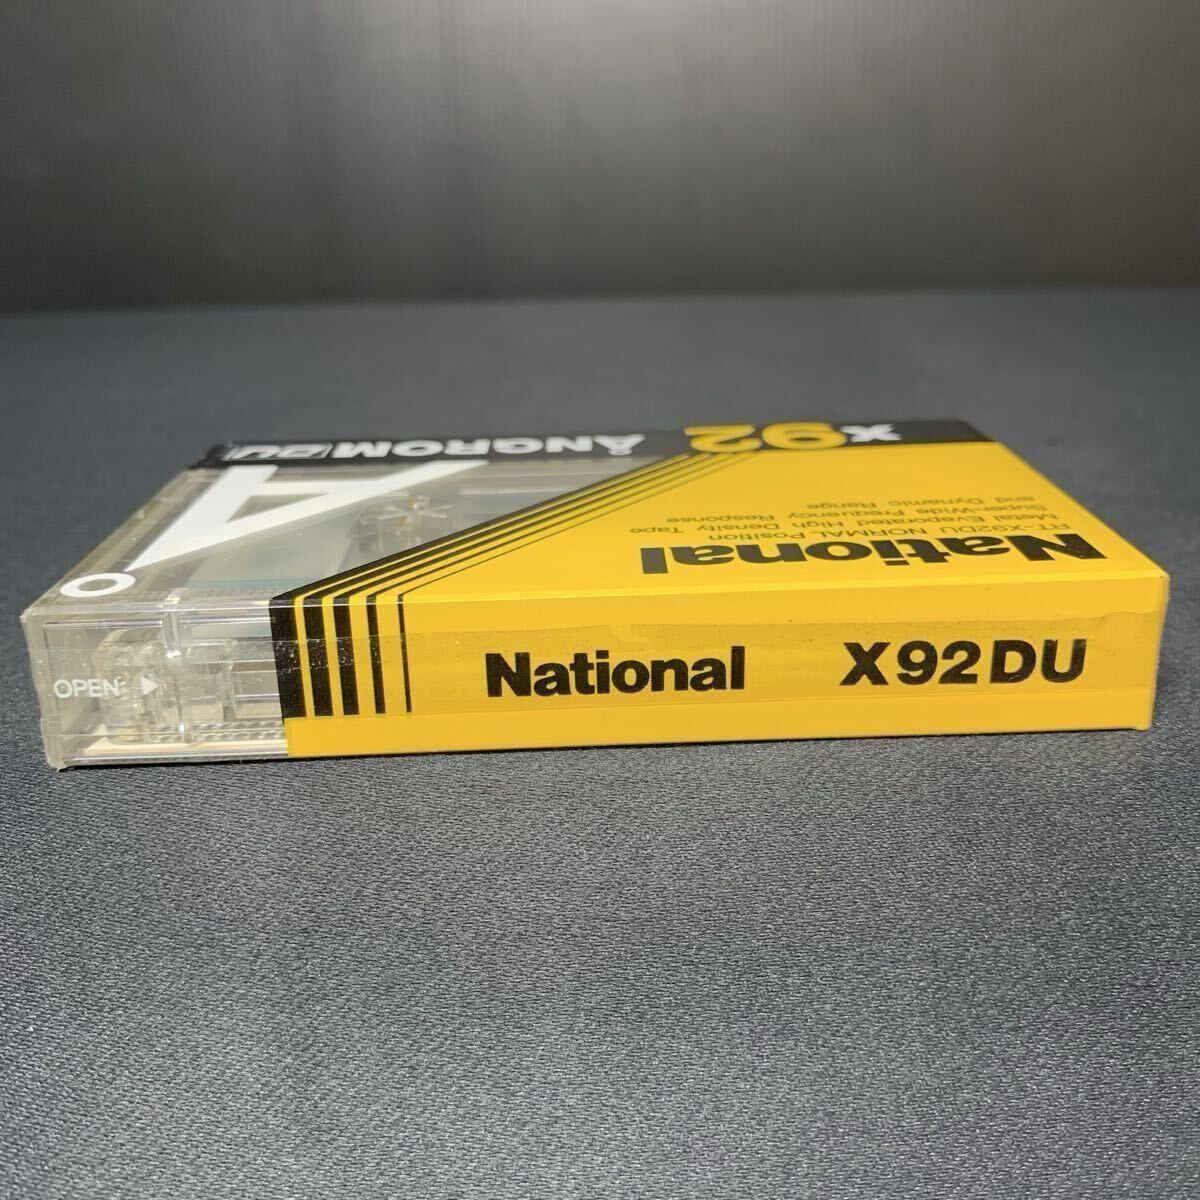 X92 ÅNGROM DU
RT-X92DU NORMAL Position
Metal Evaporated High Density Tape
Super-Wide Frequency Response
and Dynamic Range
National
Å
OPEN
National X92DU